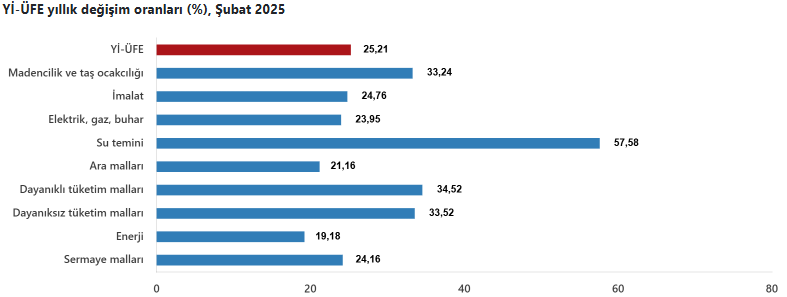 Yİ-ÜFE yıllık değişim oranları (%), Şubat 2025
Yİ-ÜFE 25,21
Madencilik ve taş ocakcılığı 33,24
İmalat 24,76
Elektrik, gaz, buhar 23,95
Su temini 57,58
Ara malları 21,16
Dayanıklı tüketim malları 34,52
Dayanıksız tüketim malları 33,52
Enerji 19,18
Sermaye malları 24,16
0 20 40 60 80